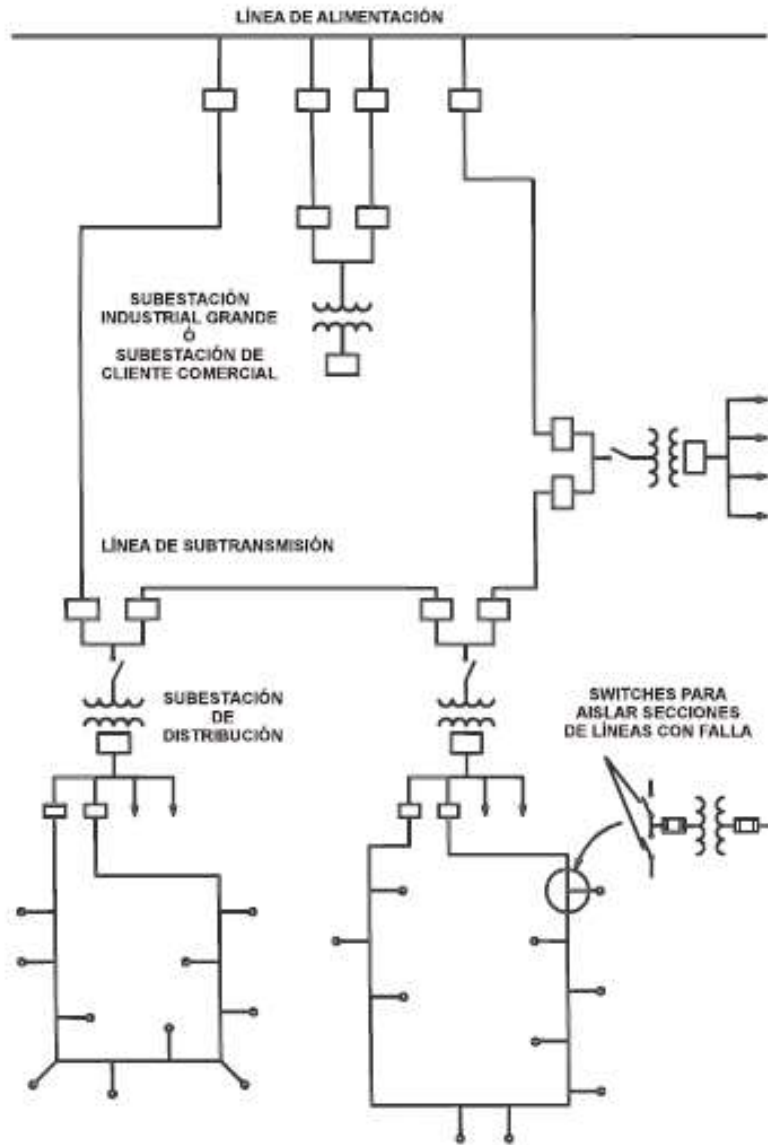 LÍNEA DE ALIMENTACIÓN
SUBESTACIÓN
INDUSTRIAL GRANDE
Ó
SUBESTACIÓN DE
CLIENTE COMERCIAL
LÍNEA DE SUBTRANSMISIÓN
SUBESTACIÓN
DE
DISTRIBUCIÓN
SWITCHES PARA
AISLAR SECCIONES
DE LÍNEAS CON FALLA